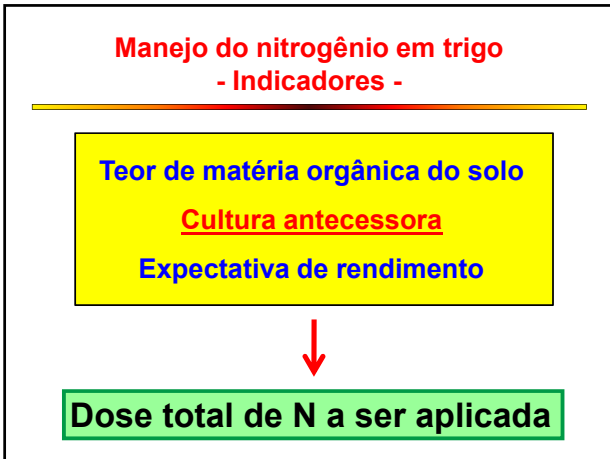 Manejo do nitrogênio em trigo
- Indicadores -
Teor de matéria orgânica do solo
Cultura antecessora
Expectativa de rendimento
Dose total de N a ser aplicada